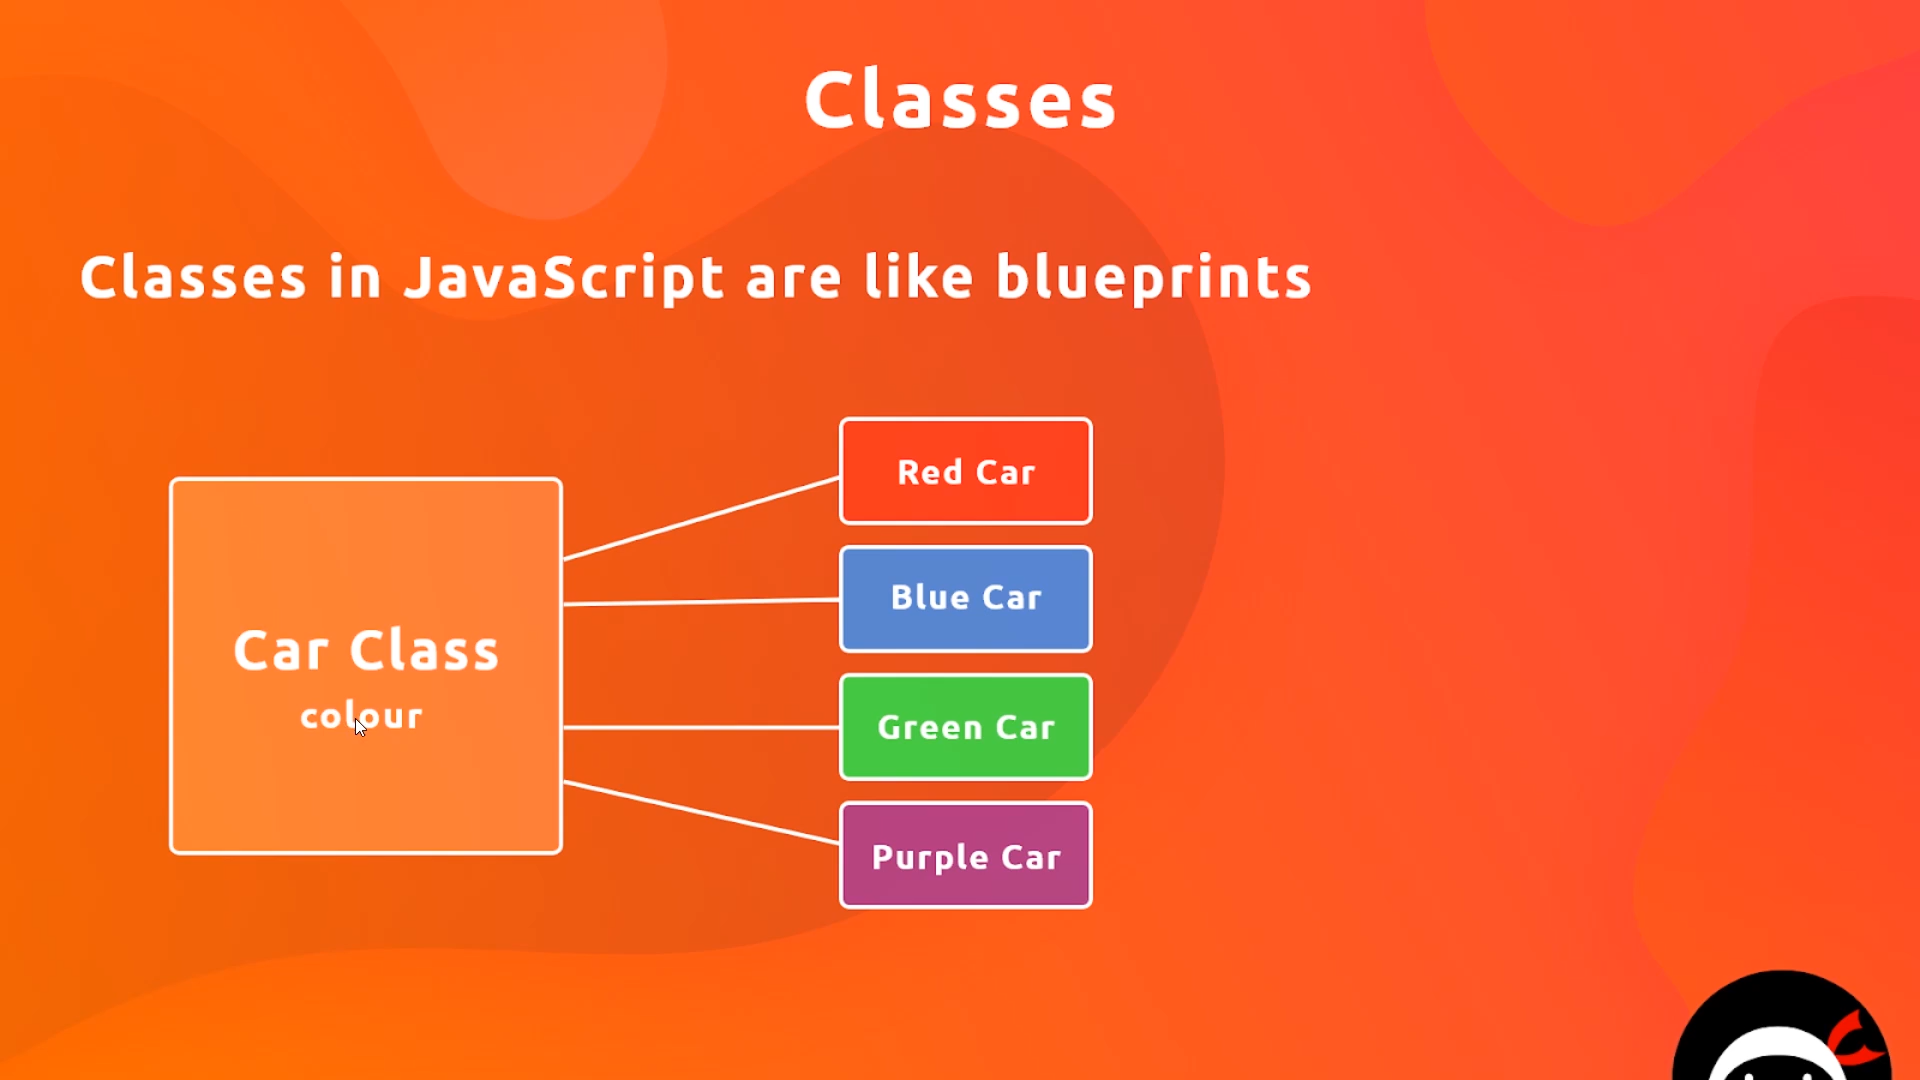 Classes
Classes in JavaScript are like blueprints
Car Class
colour
Red Car
Blue Car
Green Car
Purple Car